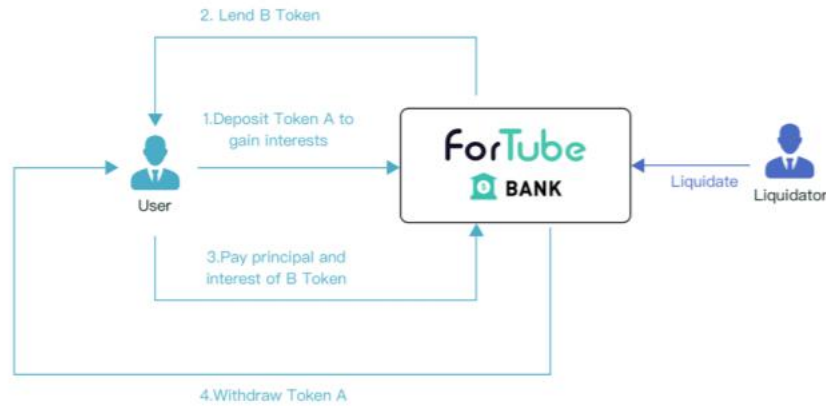 2. Lend B Token
1.Deposit Token A to
gain interests
ForTube
$ BANK
User
Liquidate
Liquidator
3.Pay principal and
interest of B Token
4.Withdraw Token A